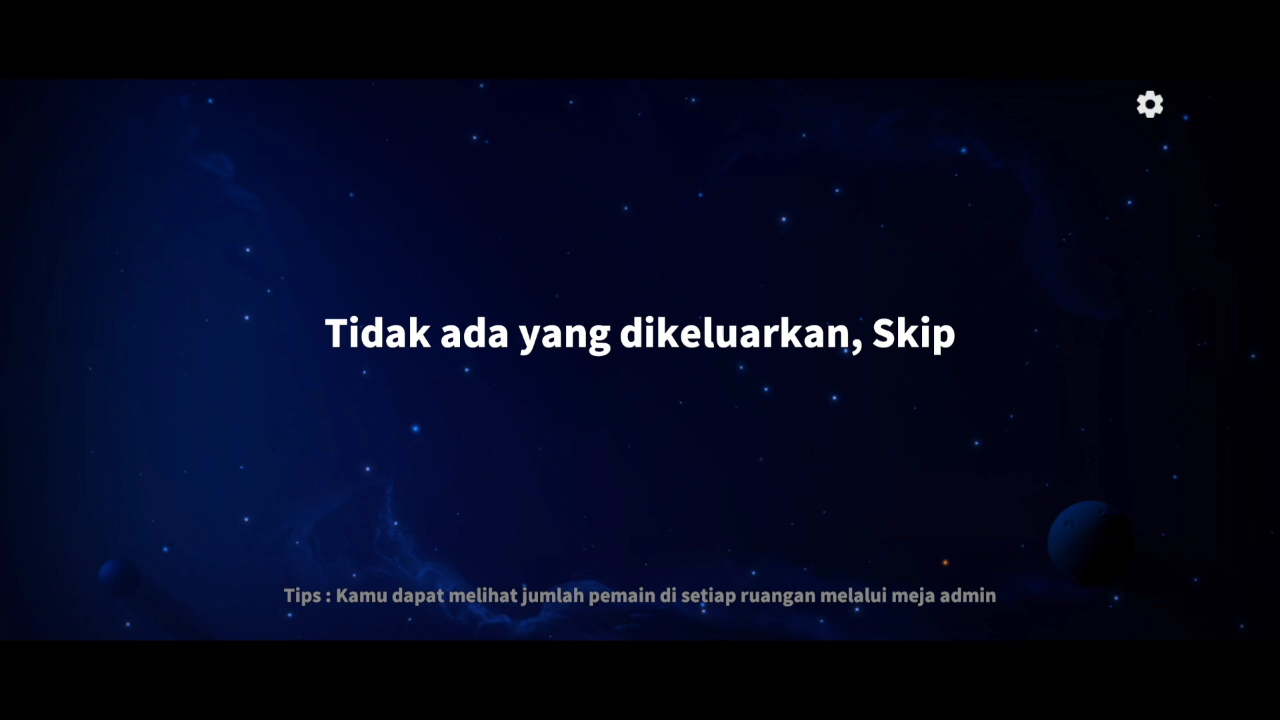 Tidak ada yang dikeluarkan, Skip
Tips : Kamu dapat melihat jumlah pemain di setiap ruangan melalui meja admin